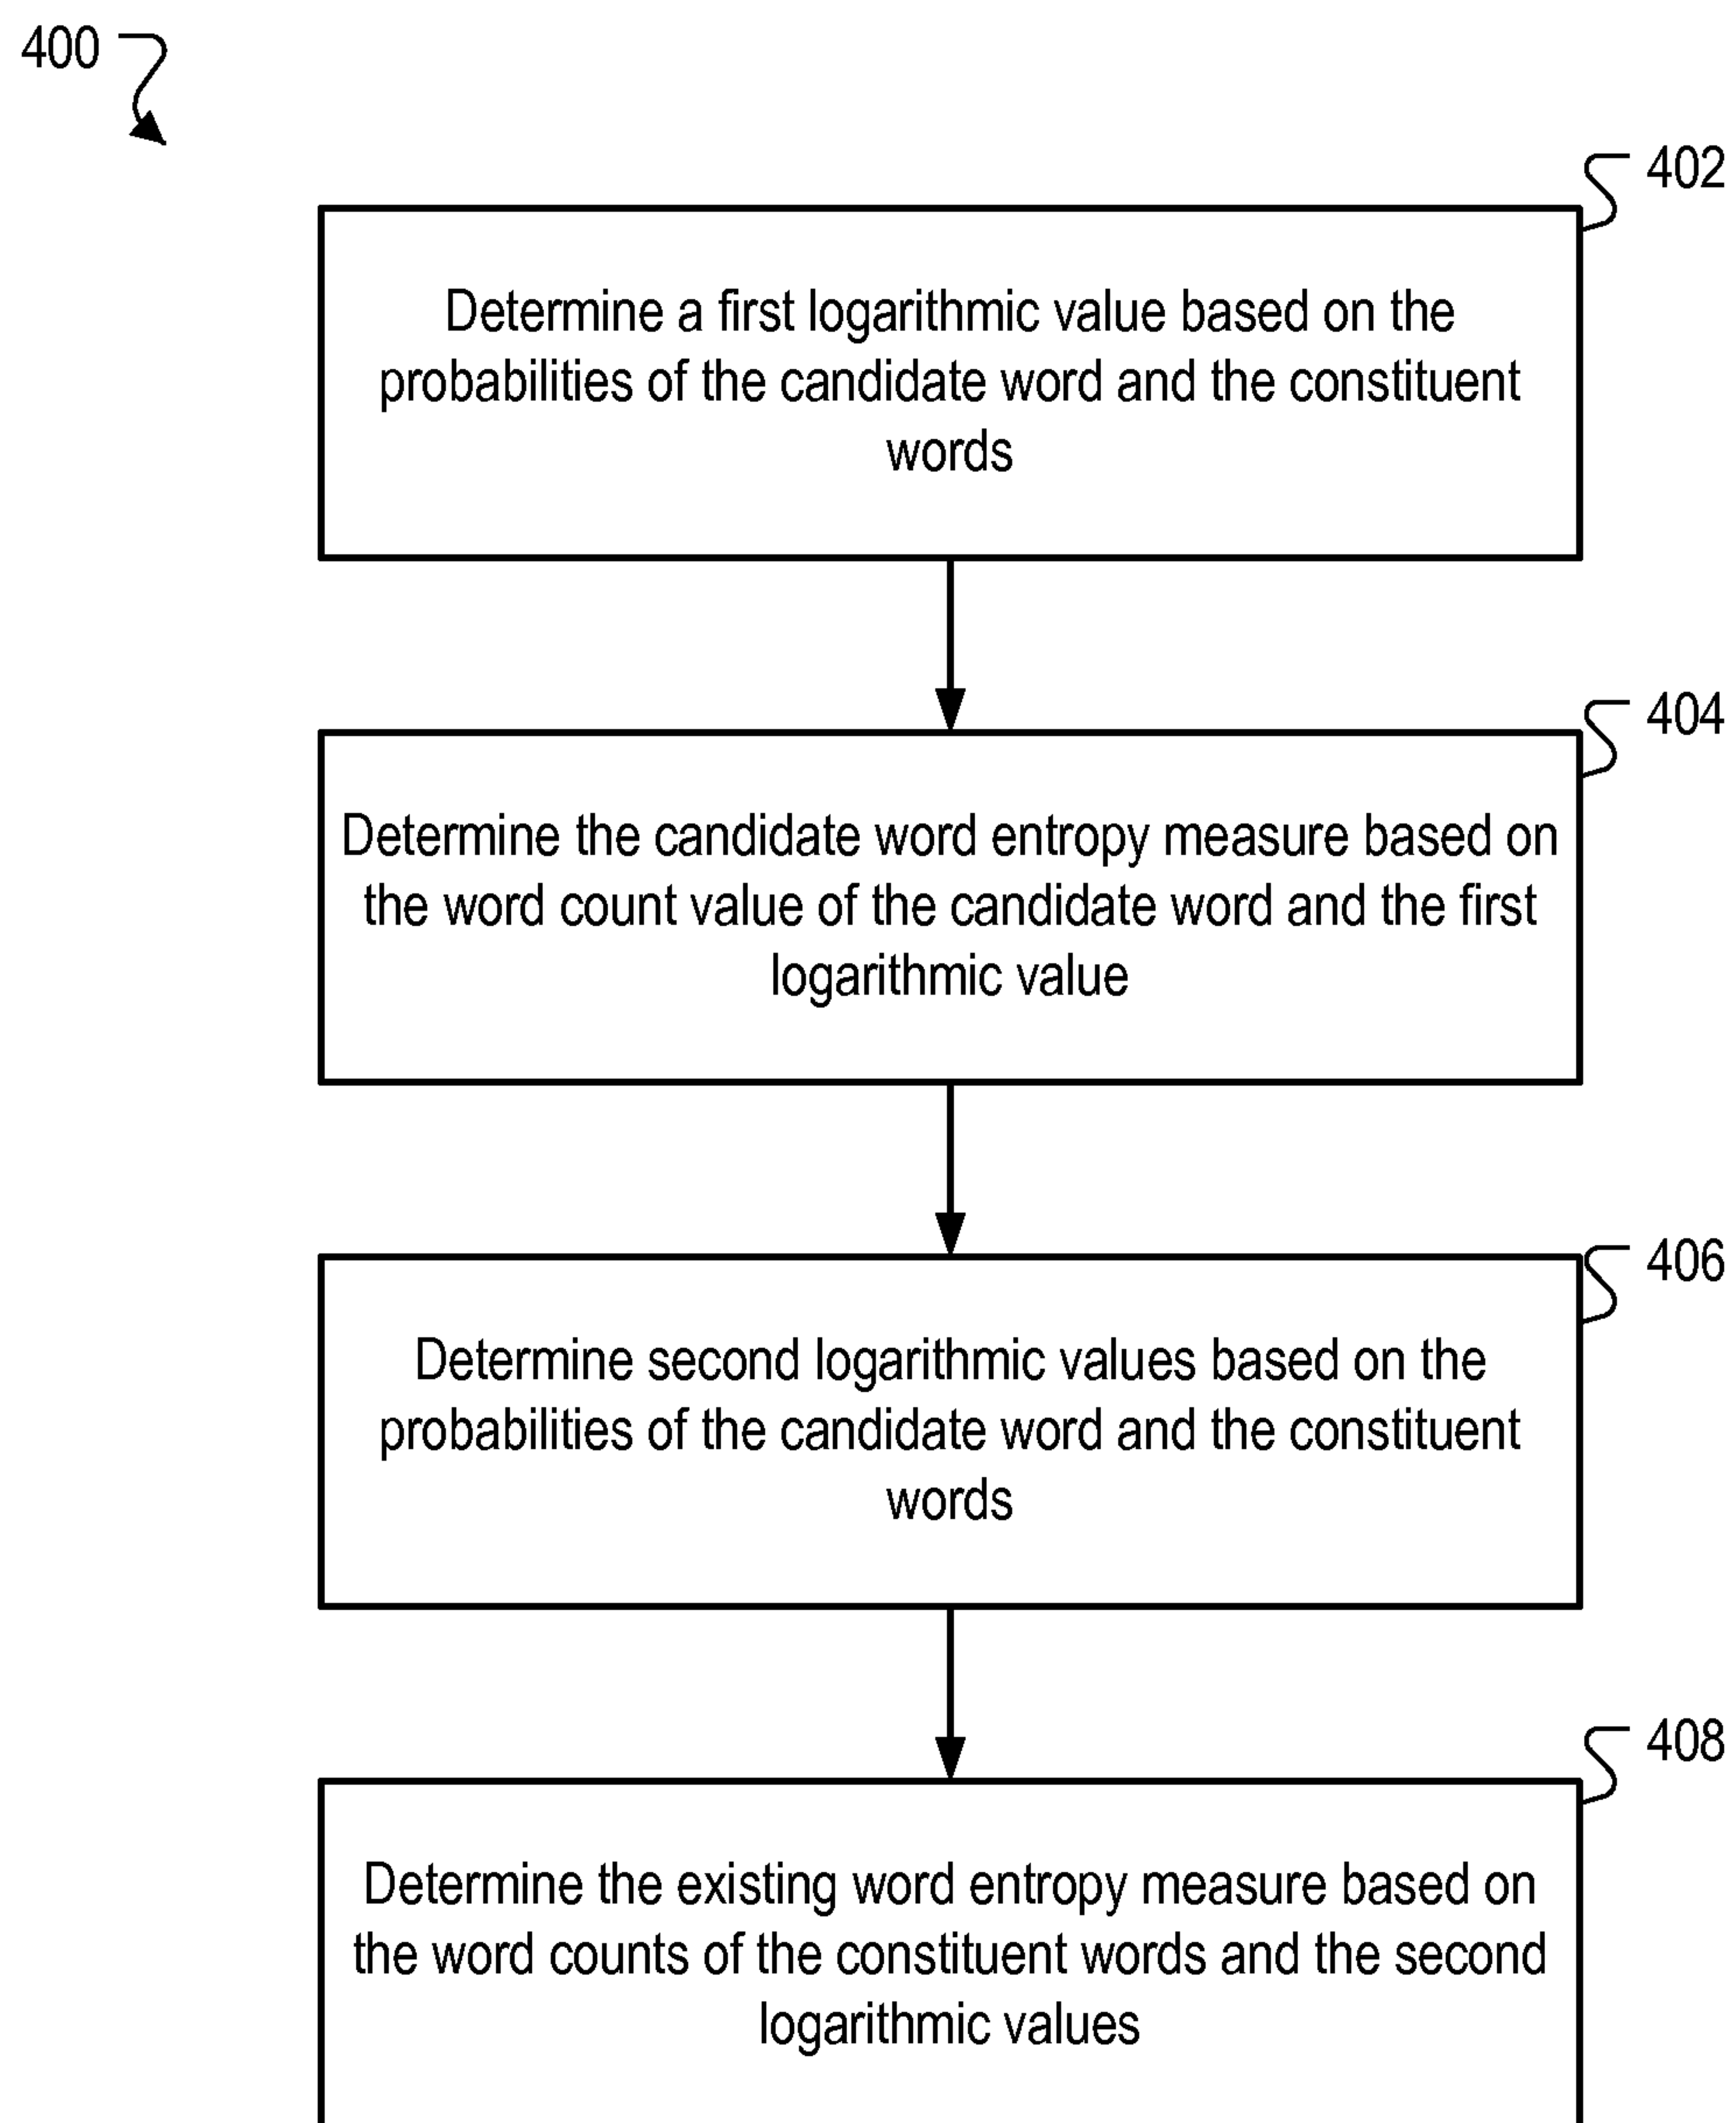 400
402
Determine a first logarithmic value based on the
probabilities of the candidate word and the constituent
words
404
Determine the candidate word entropy measure based on
the word count value of the candidate word and the first
logarithmic value
406
Determine second logarithmic values based on the
probabilities of the candidate word and the constituent
words
408
Determine the existing word entropy measure based on
the word counts of the constituent words and the second
logarithmic values